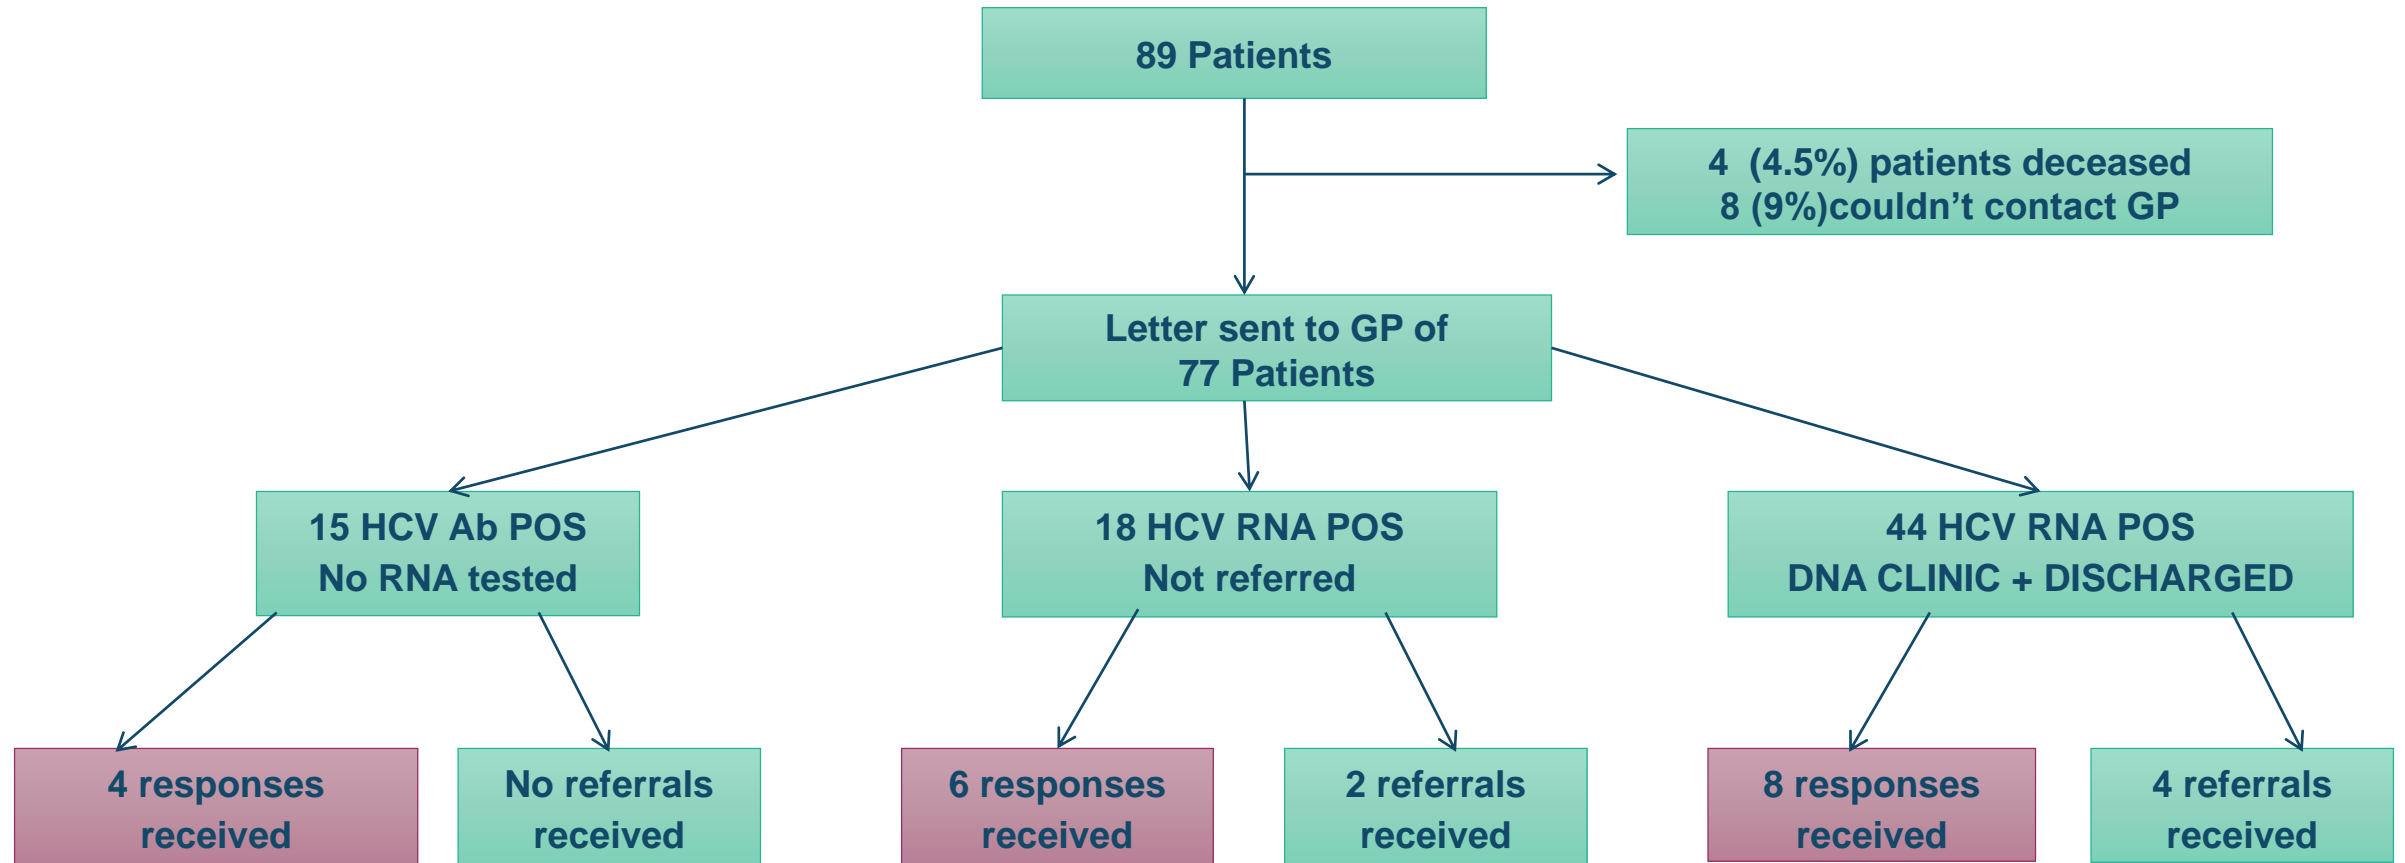 89 Patients
4 (4.5%) patients deceased
8 (9%)couldn’t contact GP
Letter sent to GP of
77 Patients
15 HCV Ab POS
No RNA tested
18 HCV RNA POS
Not referred
44 HCV RNA POS
DNA CLINIC + DISCHARGED
4 responses
received
No referrals
received
6 responses
received
2 referrals
received
8 responses
received
4 referrals
received